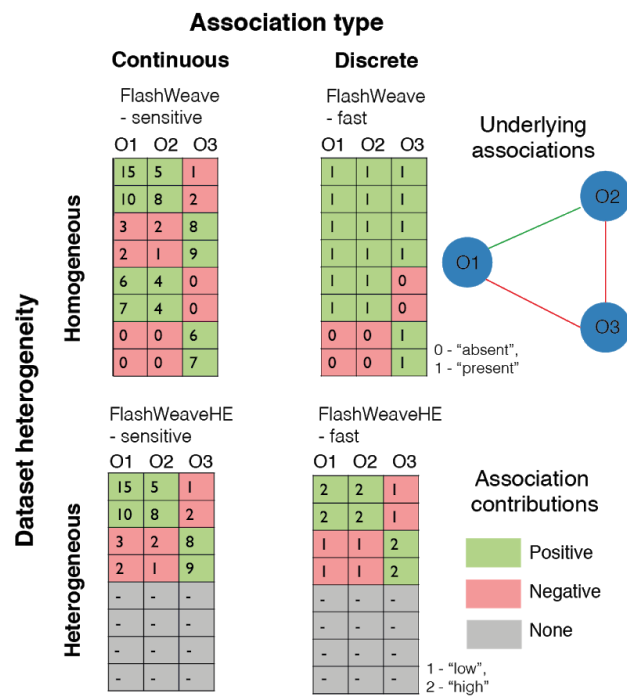 Association type
Continuous Discrete
FlashWeave
- sensitive
O1 O2 O3
15 5 1
10 8 2
3 2 8
2 1 9
6 4 0
7 4 0
0 0 6
0 0 7
FlashWeave
- fast
O1 O2 O3
1 1 1
1 1 1
1 1 1
1 1 1
1 1 0
1 1 0
0 0 1
0 0 1
0 - “absent”,
1 - “present”
Underlying
associations
O2
O1
O3
Dataset heterogeneity
Homogeneous
Heterogeneous
FlashWeaveHE
- sensitive
O1 O2 O3
15 5 1
10 8 2
3 2 8
2 1 9
- - -
- - -
- - -
- - -
FlashWeaveHE
- fast
O1 O2 O3
2 2 1
2 2 1
1 1 2
1 1 2
- - -
- - -
- - -
- - -
1 - “low”,
2 - “high”
Association
contributions
Positive
Negative
None